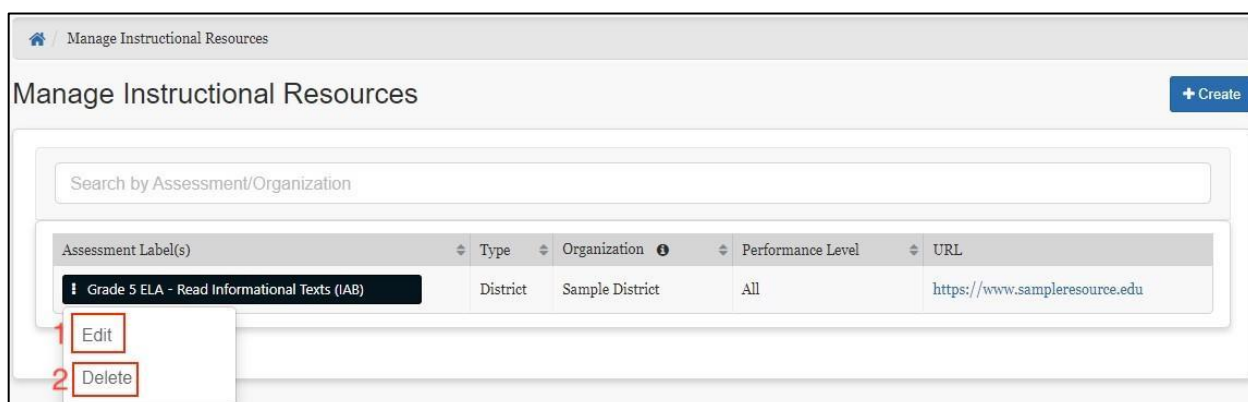 / Manage Instructional Resources
Manage Instructional Resources
+ Create
Search by Assessment/Organization
Assessment Label(s) Type Organization Performance Level URL
Grade 5 ELA - Read Informational Texts (IAB) District Sample District All https://www.sampleresource.edu
1 Edit
2 Delete